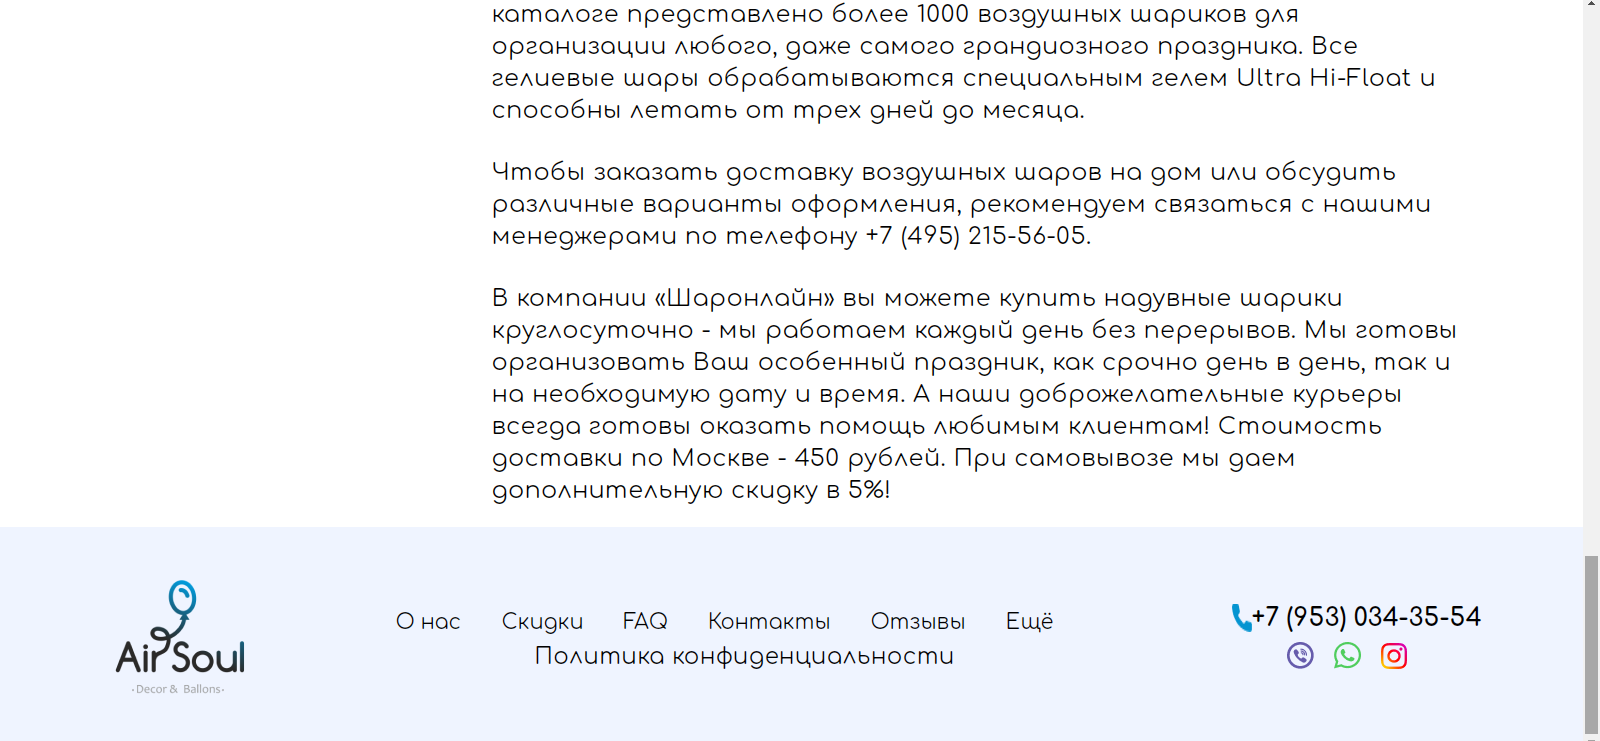 каталоге представлено более 1000 воздушных шариков для
организации любого, даже самого грандиозного праздника. Все
гелиевые шары обрабатываются специальным гелем Ultra Hi-Float и
способны летать от трех дней до месяца.
Чтобы заказать доставку воздушных шаров на дом или обсудить
различные варианты оформления, рекомендуем связаться с нашими
менеджерами по телефону +7 (495) 215-56-05.
В компании «Шаронлайн» вы можете купить надувные шарики
круглосуточно - мы работаем каждый день без перерывов. Мы готовы
организовать Ваш особенный праздник, как срочно день в день, так и
на необходимую дату и время. А наши доброжелательные курьеры
всегда готовы оказать помощь любимым клиентам! Стоимость
доставки по Москве - 450 рублей. При самовывозе мы даем
дополнительную скидку в 5%!
Air Soul
-Decor & Ballons-
О нас Скидки FAQ Контакты Отзывы Ещё
Политика конфиденциальности
+7 (953) 034-35-54